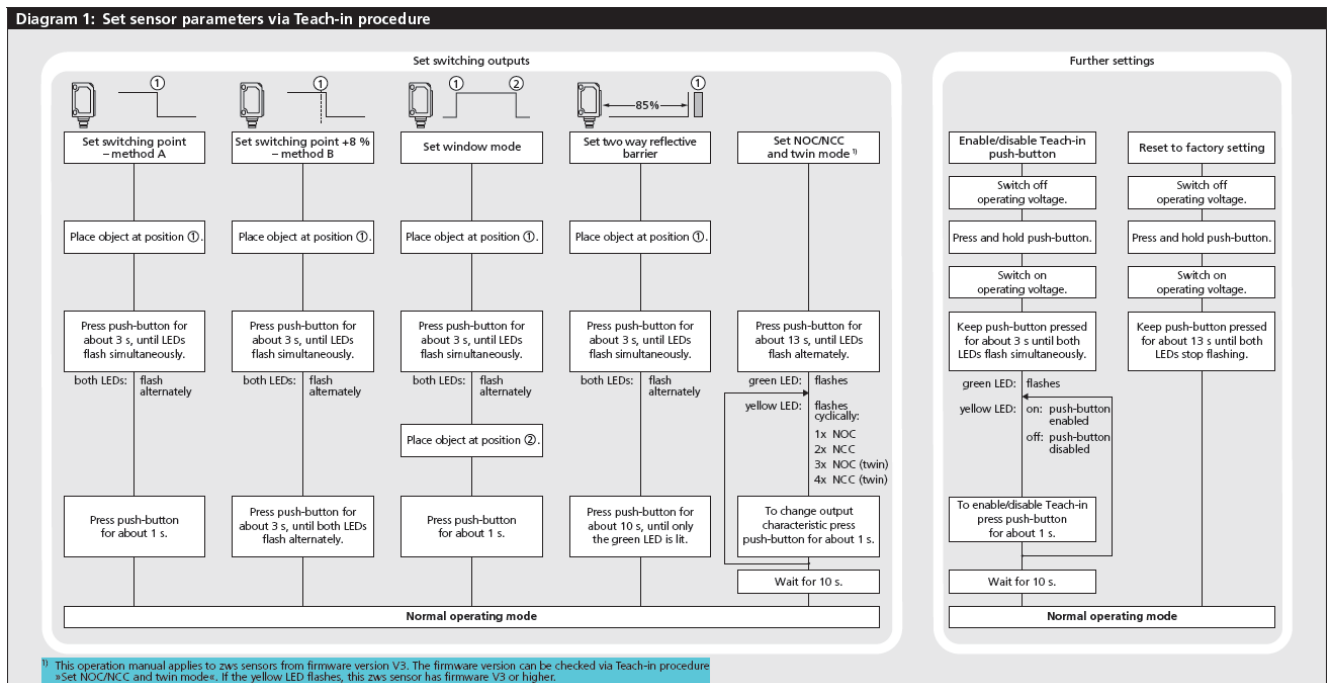 Diagram 1: Set sensor parameters via Teach-in procedure
Set switching outputs
①
①
①
②
85%
①
Set switching point
– method A
Place object at position ①.
Press push-button for
about 3 s, until LEDs
flash simultaneously.
both LEDs: flash
alternately
Press push-button
for about 1 s.
Set switching point +8 %
– method B
Place object at position ①.
Press push-button for
about 3 s, until LEDs
flash simultaneously.
both LEDs: flash
alternately
Press push-button for
about 3 s, until both LEDs
flash alternately.
Set window mode
Place object at position ①.
Press push-button for
about 3 s, until LEDs
flash simultaneously.
both LEDs: flash
alternately
Place object at position ②.
Press push-button
for about 1 s.
Set two way reflective
barrier
Place object at position ①.
Press push-button for
about 3 s, until LEDs
flash simultaneously.
both LEDs: flash
alternately
Press push-button for
about 10 s, until only
the green LED is lit.
Set NOC/NCC
and twin mode 1)
Press push-button for
about 13 s, until LEDs
flash alternately.
green LED: flashes
yellow LED: flashes
cyclically:
1x NOC
2x NCC
3x NOC (twin)
4x NCC (twin)
To change output
characteristic press
push-button for about 1 s.
Wait for 10 s.
Normal operating mode
Further settings
Enable/disable Teach-in
push-button
Switch off
operating voltage.
Press and hold push-button.
Switch on
operating voltage.
Keep push-button pressed
for about 3 s until both
LEDs flash simultaneously.
green LED: flashes
yellow LED: on: push-button
enabled
off: push-button
disabled
To enable/disable Teach-in
press push-button
for about 1 s.
Wait for 10 s.
Reset to factory setting
Switch off
operating voltage.
Press and hold push-button.
Switch on
operating voltage.
Keep push-button pressed
for about 13 s until both
LEDs stop flashing.
Normal operating mode
1) This operation manual applies to zws sensors from firmware version V3. The firmware version can be checked via Teach-in procedure
»Set NOC/NCC and twin mode«. If the yellow LED flashes, this zws sensor has firmware V3 or higher.